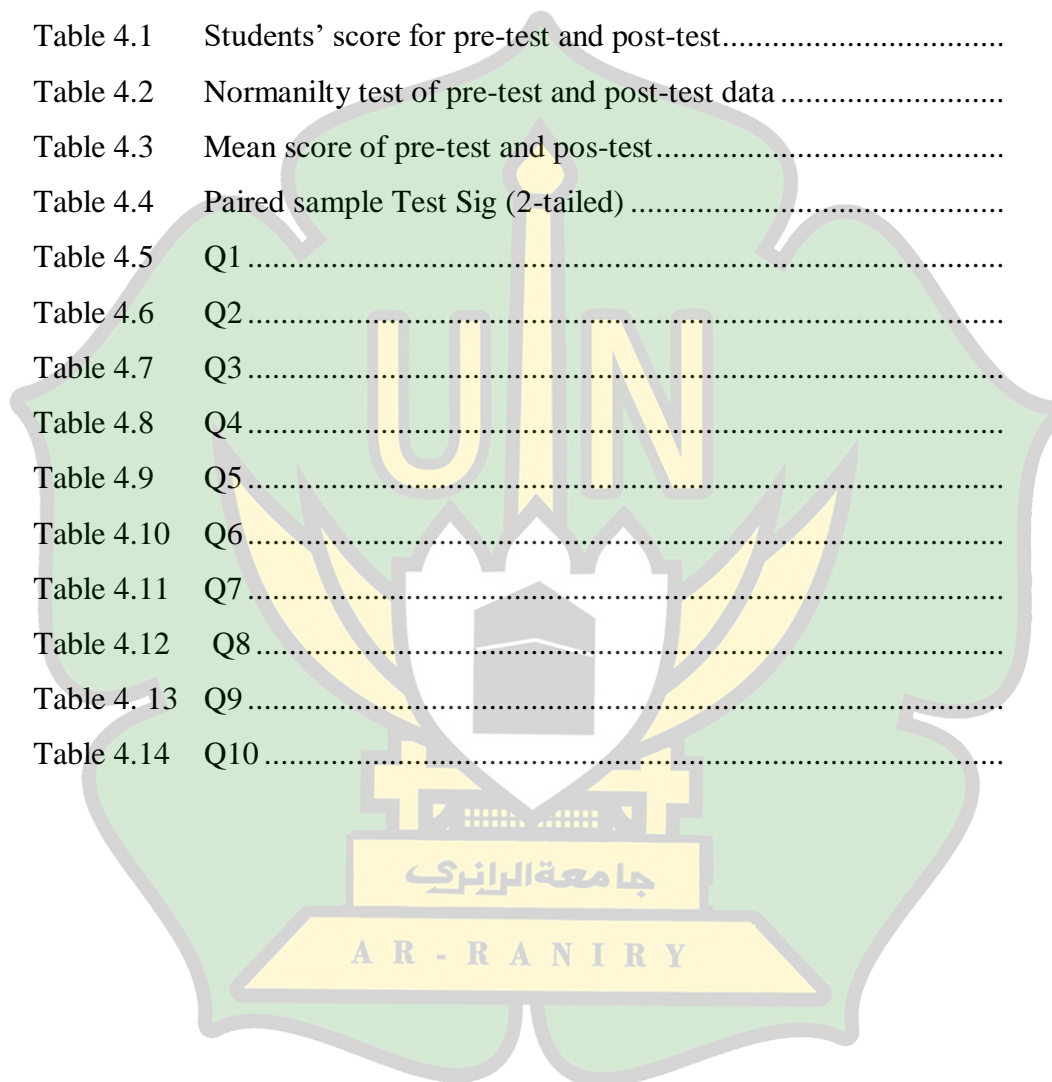 Table 4.1 Students’ score for pre-test and post-test..................................
Table 4.2 Normanilty test of pre-test and post-test data ...........................
Table 4.3 Mean score of pre-test and pos-test..........................................
Table 4.4 Paired sample Test Sig (2-tailed) .............................................
Table 4.5 Q1 ............................................................................................
Table 4.6 Q2 ............................................................................................
Table 4.7 Q3 ............................................................................................
Table 4.8 Q4 ............................................................................................
Table 4.9 Q5 ............................................................................................
Table 4.10 Q6 ............................................................................................
Table 4.11 Q7 ............................................................................................
Table 4.12 Q8 ...........................................................................................
Table 4. 13 Q9 ............................................................................................
Table 4.14 Q10 ..........................................................................................
UIN
جامعةالرانري
AR-RANIRY